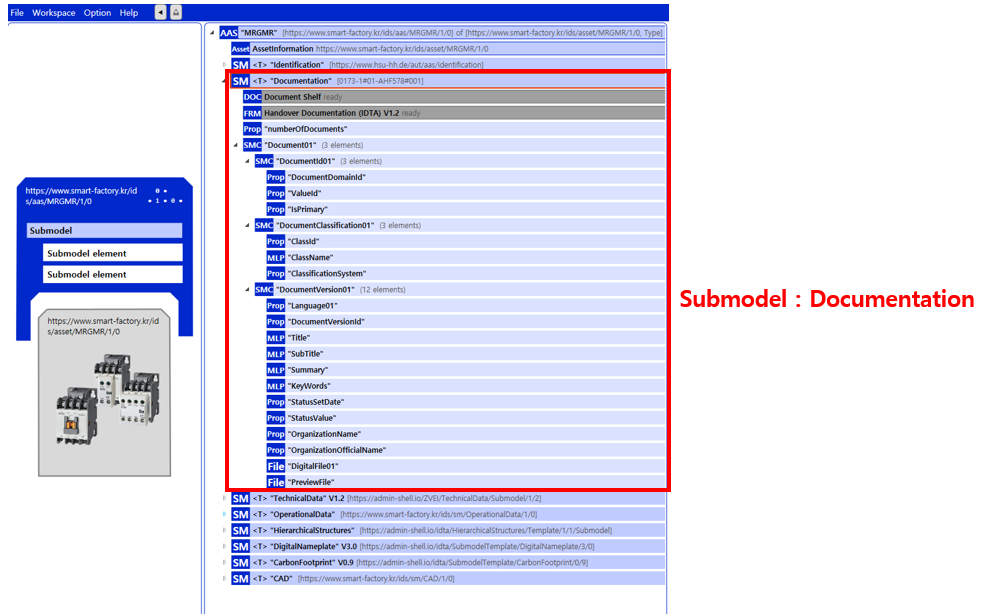 File Workspace Option Help
AAS "MRGMR" [https://www.smart-factory.kr/ids/aas/MRGMR/1/0] of [https://www.smart-factory.kr/ids/asset/MRGMR/1/0, Type]
Asset AssetInformation https://www.smart-factory.kr/ids/asset/MRGMR/1/0
SM <T> "Identification" [https://www.hsu-hh.de/aut/aas/identification]
SM <T> "Documentation" [0173-1#01-AHF578#001]
DOC Document Shelf ready
FRM Handover Documentation (IDTA) V1.2 ready
Prop "numberOfDocuments"
SMC "Document01" (3 elements)
SMC "DocumentId01" (3 elements)
Prop "DocumentDomainId"
Prop "ValueId"
Prop "IsPrimary"
SMC "DocumentClassification01" (3 elements)
Prop "ClassId"
MLP "ClassName"
Prop "ClassificationSystem"
SMC "DocumentVersion01" (12 elements)
Prop "Language01"
Prop "DocumentVersionId"
MLP "Title"
MLP "SubTitle"
MLP "Summary"
MLP "KeyWords"
Prop "StatusSetDate"
Prop "StatusValue"
Prop "OrganizationName"
Prop "OrganizationOfficialName"
File "DigitalFile01"
File "PreviewFile"
SM <T> "TechnicalData" V1.2 [https://admin-shell.io/ZVEI/TechnicalData/Submodel/1/2]
SM <T> "OperationalData" [https://www.smart-factory.kr/ids/sm/OperationalData/1/0]
SM <T> "HierarchicalStructures" [https://admin-shell.io/idta/HierarchicalStructures/Template/1/1/Submodel]
SM <T> "DigitalNameplate" V3.0 [https://admin-shell.io/idta/SubmodelTemplate/DigitalNameplate/3/0]
SM <T> "CarbonFootprint" V0.9 [https://admin-shell.io/idta/SubmodelTemplate/CarbonFootprint/0/9]
SM <T> "CAD" [https://www.smart-factory.kr/ids/sm/CAD/1/0]
https://www.smart-factory.kr/id
s/aas/MRGMR/1/0
0
1 0
Submodel
Submodel element
Submodel element
https://www.smart-factory.kr/id
s/asset/MRGMR/1/0
Submodel : Documentation